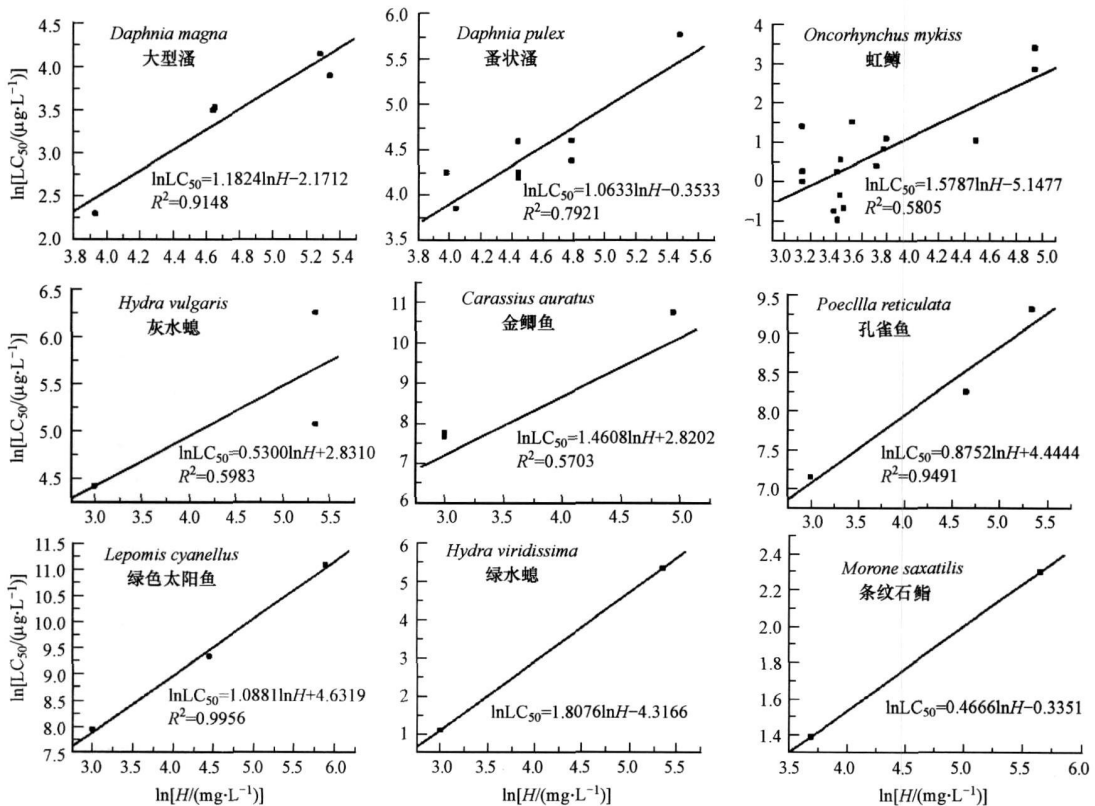 Daphnia magna
大型溞
lnLC50=1.1824lnH−2.1712
R²=0.9148
ln[LC50/(μg·L⁻¹)]
4.5
4.0
3.5
3.0
2.5
2.0
3.8 4.0 4.2 4.4 4.6 4.8 5.0 5.2 5.4
Daphnia pulex
蚤状溞
lnLC50=1.0633lnH−0.3533
R²=0.7921
6.0
5.5
5.0
4.5
4.0
3.5
3.8 4.0 4.2 4.4 4.6 4.8 5.0 5.2 5.4 5.6
Oncorhynchus mykiss
虹鳟
lnLC50=1.5787lnH−5.1477
R²=0.5805
4
3
2
1
0
−1
3.0 3.2 3.4 3.6 3.8 4.0 4.2 4.4 4.6 4.8 5.0
Hydra vulgaris
灰水螅
lnLC50=0.5300lnH+2.8310
R²=0.5983
ln[LC50/(μg·L⁻¹)]
6.5
6.0
5.5
5.0
4.5
3.0 3.5 4.0 4.5 5.0 5.5
Carassius auratus
金鲫鱼
lnLC50=1.4608lnH+2.8202
R²=0.5703
11
10
9
8
7
6
3.0 3.5 4.0 4.5 5.0
Poecllla reticulata
孔雀鱼
lnLC50=0.8752lnH+4.4444
R²=0.9491
9.5
9.0
8.5
8.0
7.5
7.0
3.0 3.5 4.0 4.5 5.0 5.5
Lepomis cyanellus
绿色太阳鱼
lnLC50=1.0881lnH+4.6319
R²=0.9956
ln[LC50/(μg·L⁻¹)]
11.5
11.0
10.5
10.0
9.5
9.0
8.5
8.0
7.5
3.0 3.5 4.0 4.5 5.0 5.5 6.0
ln[H/(mg·L⁻¹)]
Hydra viridissima
绿水螅
lnLC50=1.8076lnH−4.3166
6
5
4
3
2
1
3.0 3.5 4.0 4.5 5.0 5.5
ln[H/(mg·L⁻¹)]
Morone saxatilis
条纹石鮨
lnLC50=0.4666lnH−0.3351
2.4
2.2
2.0
1.8
1.6
1.4
3.5 4.0 4.5 5.0 5.5 6.0
ln[H/(mg·L⁻¹)]